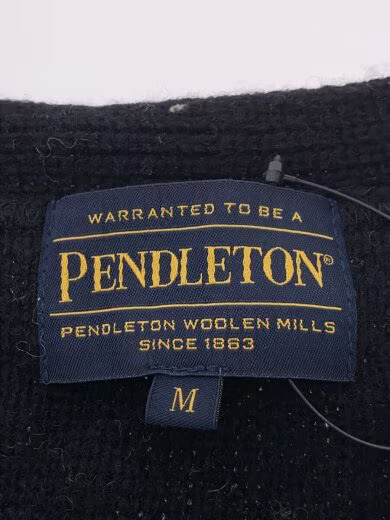 WARRANTED TO BE A
PENDLETON®
PENDLETON WOOLEN MILLS
SINCE 1863
M